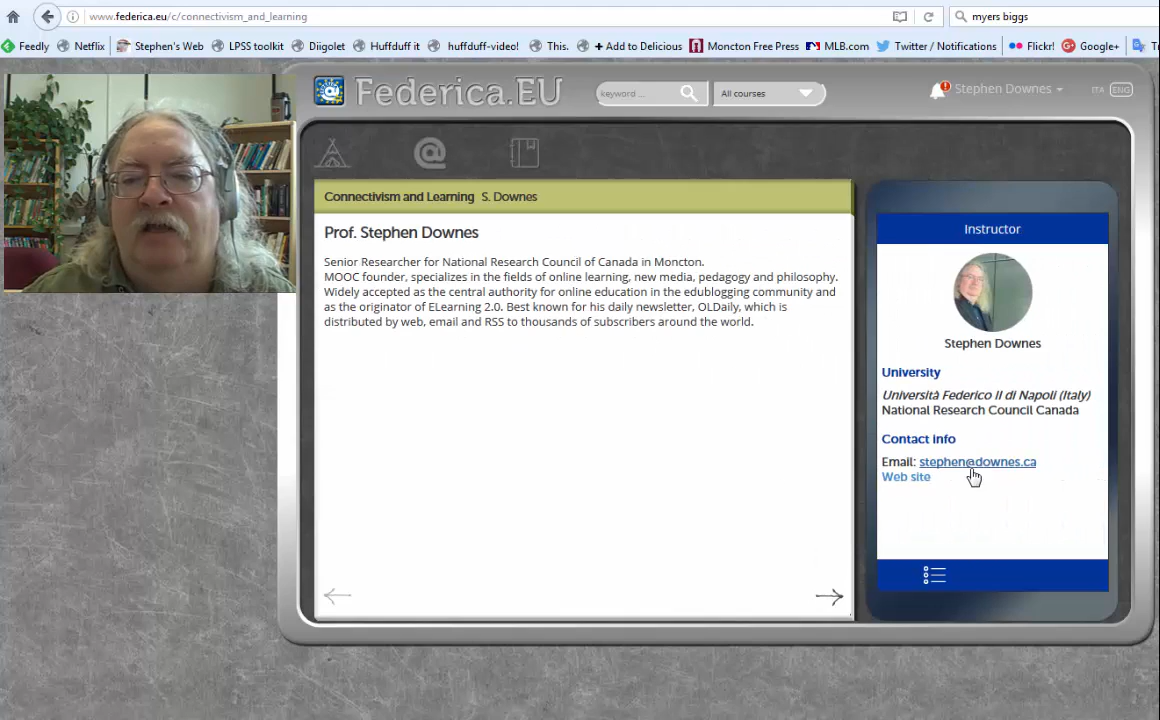 www.federica.eu/c/connectivism_and_learning
myers biggs
Feedly Netflix Stephen's Web LPSS toolkit Diigolet Huffduff it huffduff-video! This. + Add to Delicious Moncton Free Press MLB.com Twitter / Notifications Flickr! Google+
@ Federica.EU
keyword ...
All courses
! Stephen Downes
ITA ENG
@
Connectivism and Learning S. Downes
Prof. Stephen Downes
Senior Researcher for National Research Council of Canada in Moncton.
MOOC founder, specializes in the fields of online learning, new media, pedagogy and philosophy.
Widely accepted as the central authority for online education in the edublogging community and
as the originator of ELearning 2.0. Best known for his daily newsletter, OLDaily, which is
distributed by web, email and RSS to thousands of subscribers around the world.
Instructor
Stephen Downes
University
Università Federico II di Napoli (Italy)
National Research Council Canada
Contact info
Email: stephen@downes.ca
Web site